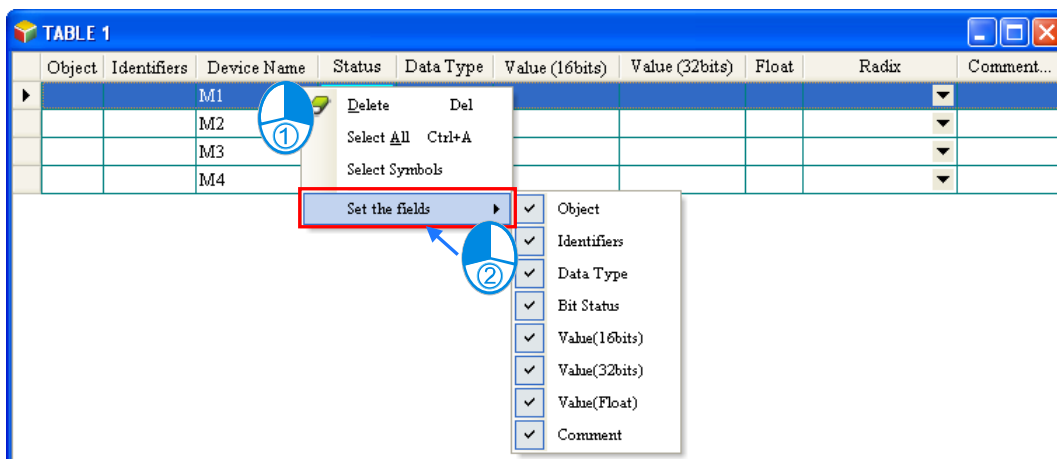 TABLE 1
Object Identifiers Device Name Status Data Type Value (16bits) Value (32bits) Float Radix Comment...
M1
M2
M3
M4
Delete Del
Select All Ctrl+A
Select Symbols
Set the fields
1
2
Object
Identifiers
Data Type
Bit Status
Value(16bits)
Value(32bits)
Value(Float)
Comment